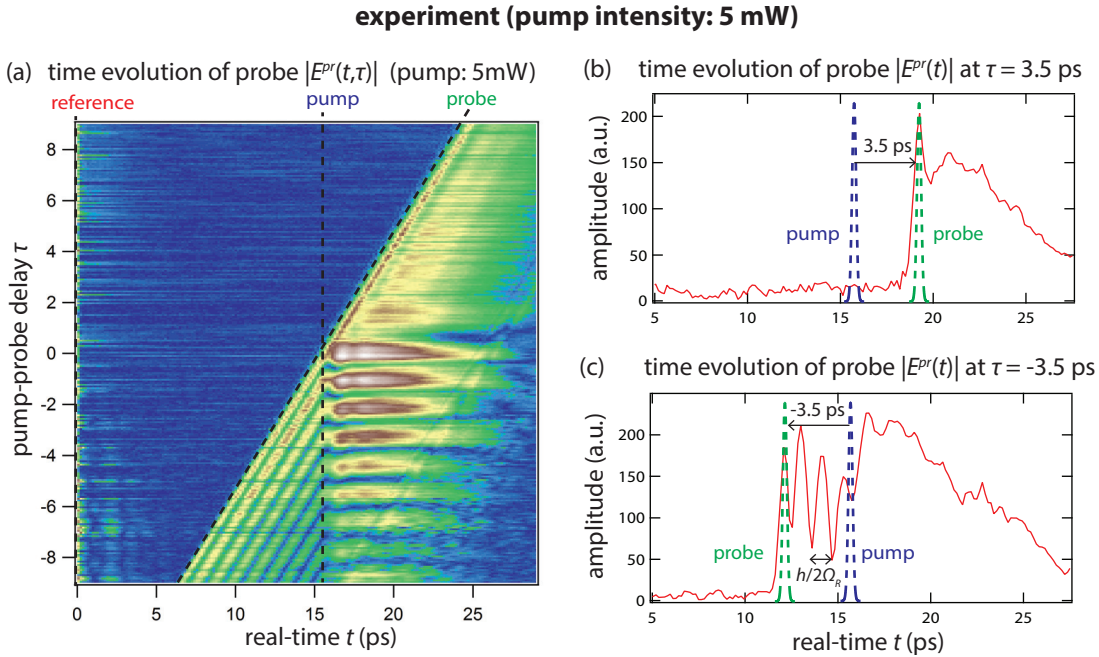 experiment (pump intensity: 5 mW)
(a) time evolution of probe |E^pr(t,τ)| (pump: 5mW)
reference
pump
probe
pump-probe delay τ
8
6
4
2
0
-2
-4
-6
-8
0
5
10
15
20
25
real-time t (ps)
(b) time evolution of probe |E^pr(t)| at τ = 3.5 ps
amplitude (a.u.)
200
150
100
50
0
3.5 ps
pump
probe
5
10
15
20
25
(c) time evolution of probe |E^pr(t)| at τ = -3.5 ps
amplitude (a.u.)
200
150
100
50
0
-3.5 ps
probe
pump
h/2Ω_R
5
10
15
20
25
real-time t (ps)